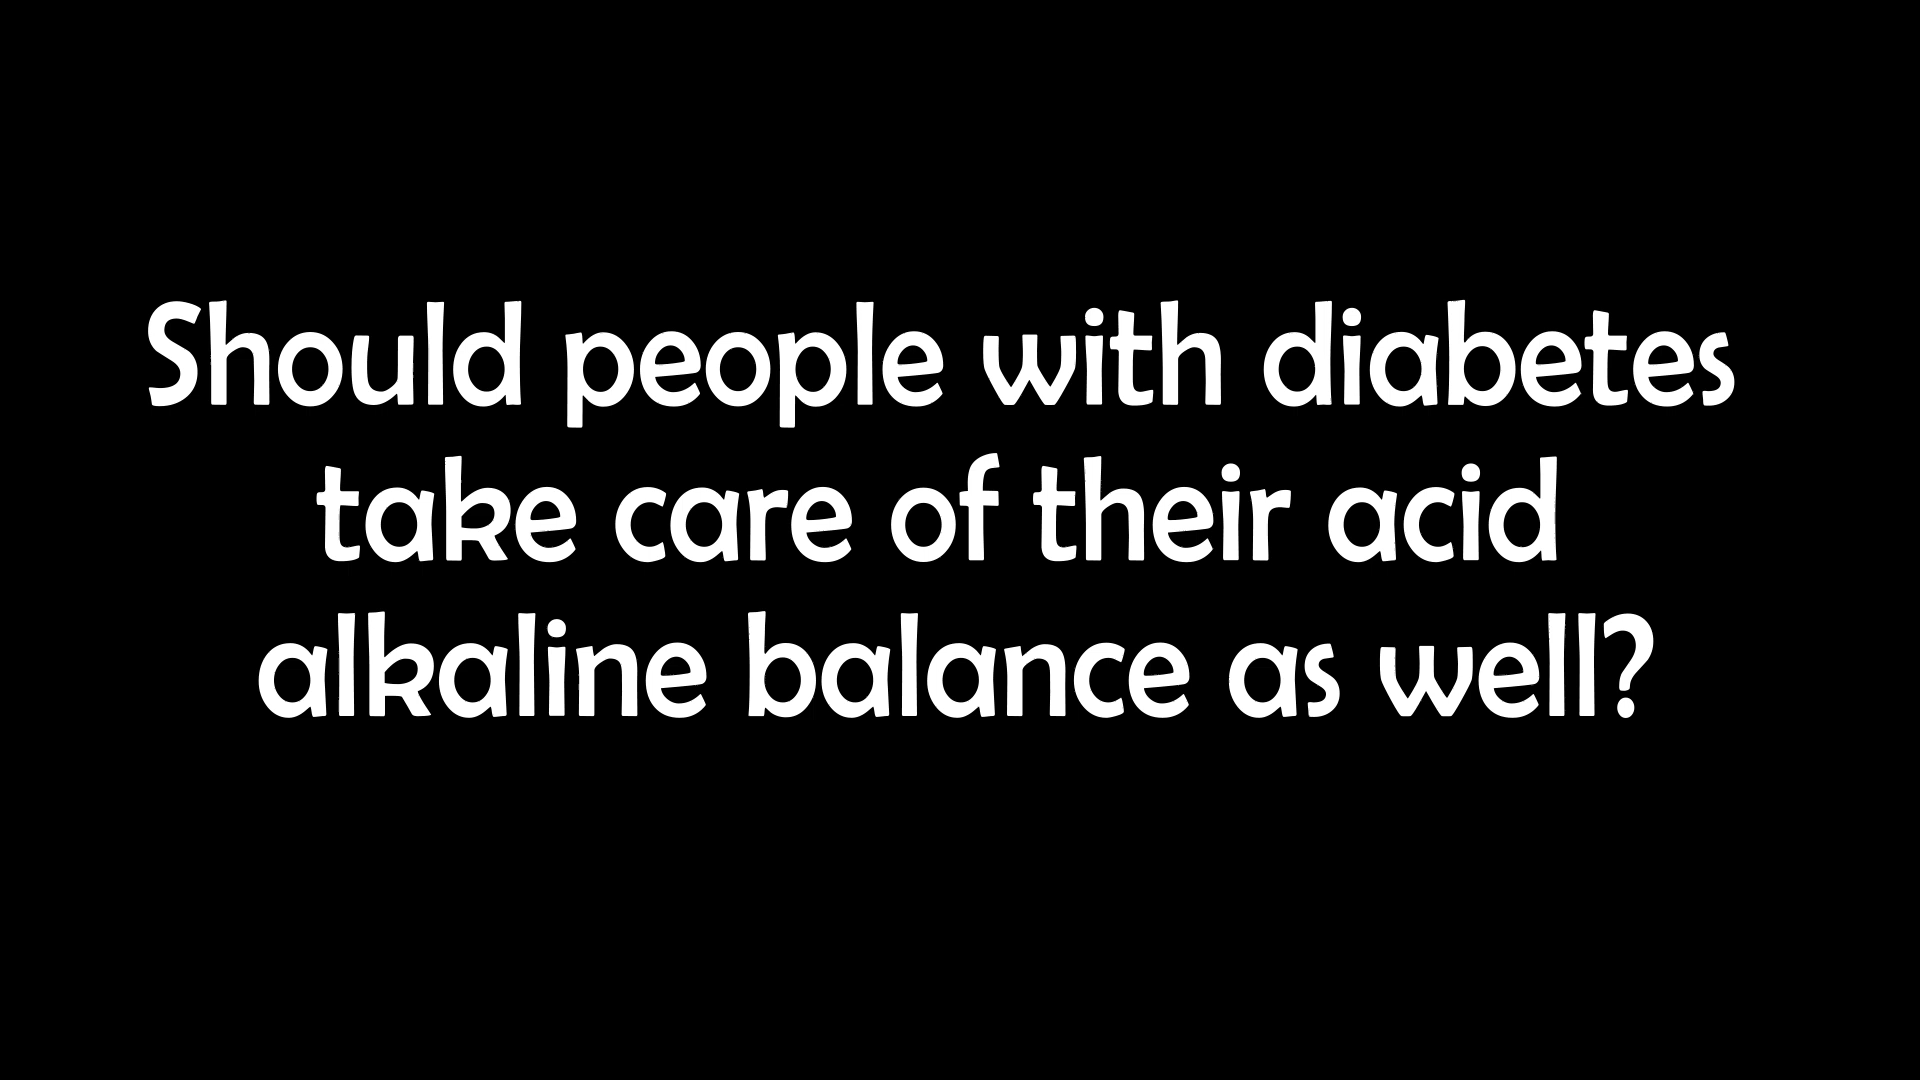 Should people with diabetes
take care of their acid
alkaline balance as well?